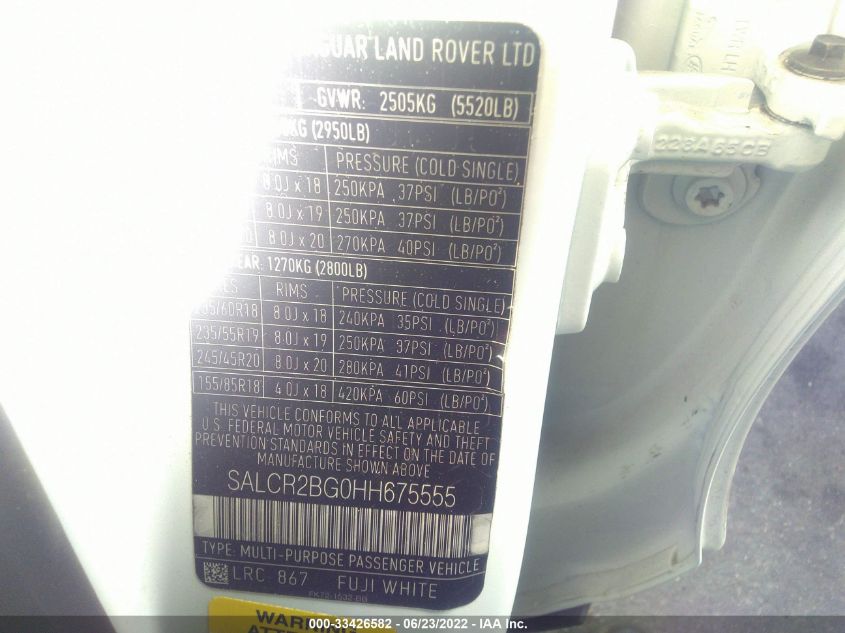 LAND ROVER LTD
GVWR: 2505KG (5520LB)
(2950LB)
RIMS PRESSURE (COLD SINGLE)
8.0J x 18 250KPA 37PSI (LB/PO²)
8.0J x 19 250KPA 37PSI (LB/PO²)
8.0J x 20 270KPA 40PSI (LB/PO²)
1270KG (2800LB)
RIMS PRESSURE (COLD SINGLE)
8.0J x 18 240KPA 35PSI (LB/PO²)
235/55R19 8.0J x 19 250KPA 37PSI (LB/PO²)
245/45R20 8.0J x 20 280KPA 41PSI (LB/PO²)
155/85R18 4.0J x 18 420KPA 60PSI (LB/PO²)
THIS VEHICLE CONFORMS TO ALL APPLICABLE
U.S. FEDERAL MOTOR VEHICLE SAFETY AND THEFT
PREVENTION STANDARDS IN EFFECT ON THE DATE
OF MANUFACTURE SHOWN ABOVE
SALCR2BG0HH675555
TYPE: MULTI-PURPOSE PASSENGER VEHICLE
LRC 867 FUJI WHITE
FK72-1532-BB
WARNING
228A65CB
000-33426582 - 06/23/2022 - IAA Inc.